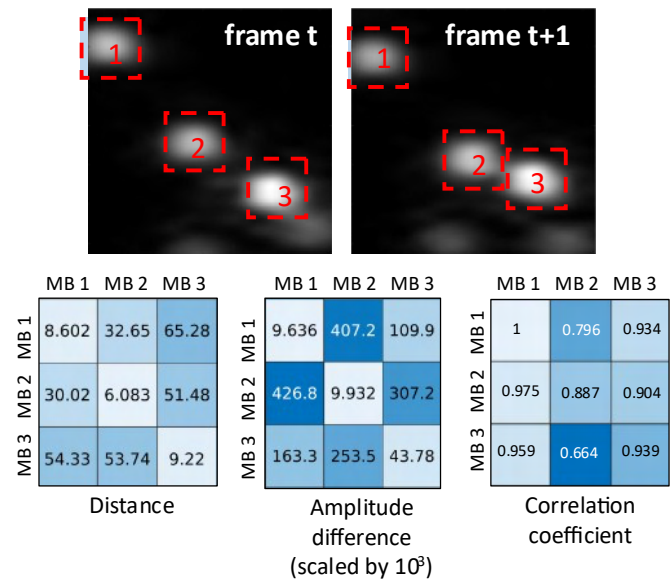 frame t
frame t+1
1
2
3
1
2
3
MB 1 MB 2 MB 3
MB 1
8.602 32.65 65.28
MB 2
30.02 6.083 51.48
MB 3
54.33 53.74 9.22
Distance
MB 1 MB 2 MB 3
MB 1
9.636 407.2 109.9
MB 2
426.8 9.932 307.2
MB 3
163.3 253.5 43.78
Amplitude
difference
(scaled by 10³)
MB 1 MB 2 MB 3
MB 1
1 0.796 0.934
MB 2
0.975 0.887 0.904
MB 3
0.959 0.664 0.939
Correlation
coefficient